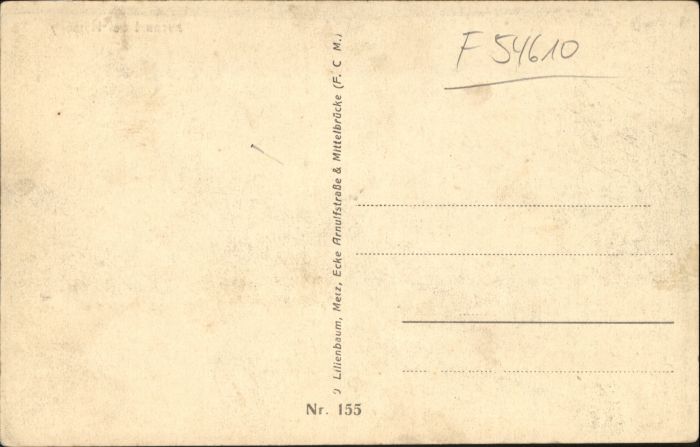 F 54610
Lilienbaum, Metz, Ecke Arnulfstraße & Mittelbrücke (F. C M.)
Nr. 155